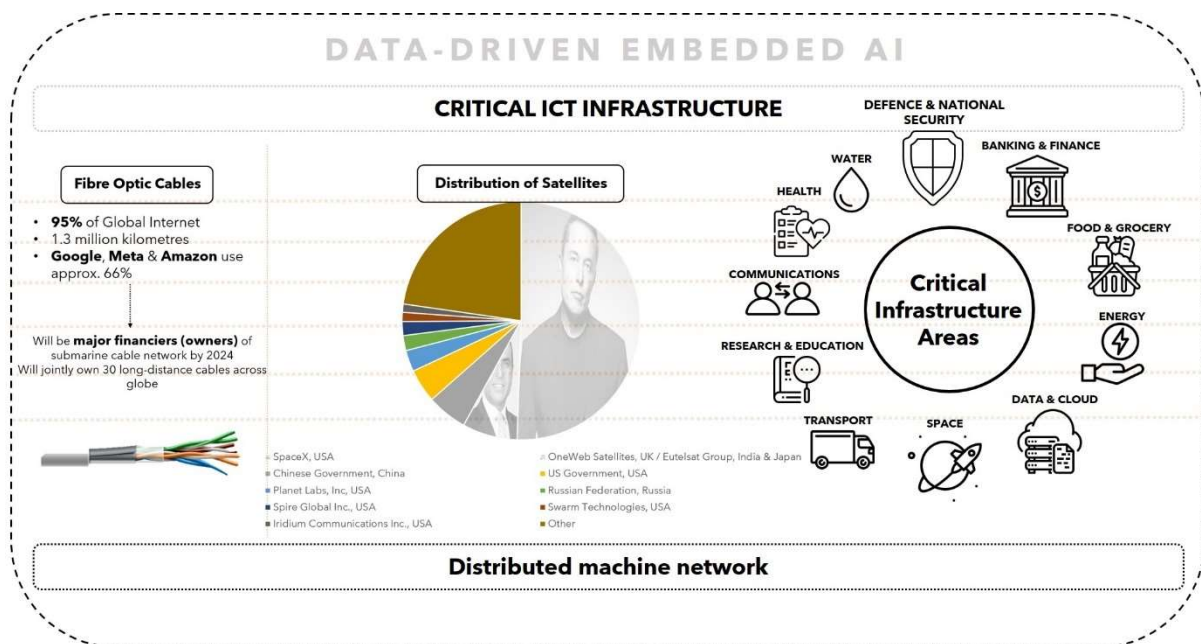 DATA-DRIVEN EMBEDDED AI
CRITICAL ICT INFRASTRUCTURE
Fibre Optic Cables
• 95% of Global Internet
• 1.3 million kilometres
• Google, Meta & Amazon use
approx. 66%
Will be major financiers (owners) of
submarine cable network by 2024
Will jointly own 30 long-distance cables across
globe
Distribution of Satellites
SpaceX, USA
OneWeb Satellites, UK / Eutelsat Group, India & Japan
Chinese Government, China
US Government, USA
Planet Labs, Inc, USA
Russian Federation, Russia
Spire Global Inc., USA
Swarm Technologies, USA
Iridium Communications Inc., USA
Other
DEFENCE & NATIONAL
SECURITY
BANKING & FINANCE
WATER
HEALTH
FOOD & GROCERY
COMMUNICATIONS
Critical
Infrastructure
Areas
ENERGY
RESEARCH & EDUCATION
DATA & CLOUD
TRANSPORT
SPACE
Distributed machine network